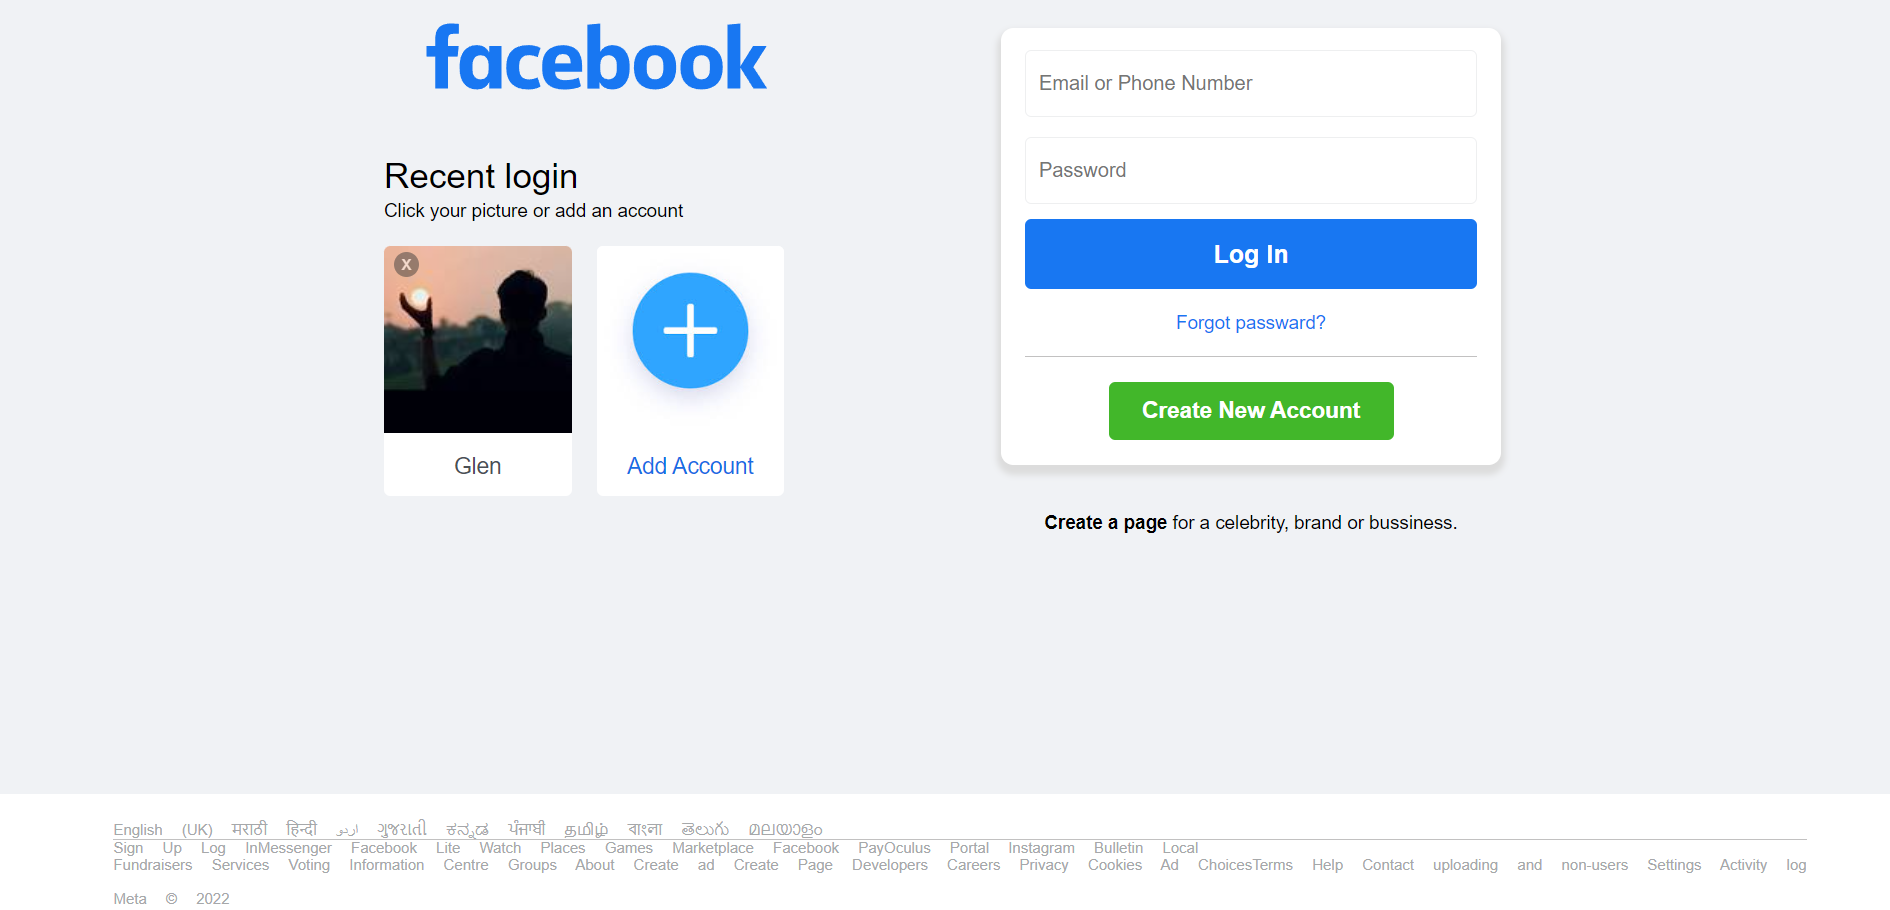 facebook
Recent login
Click your picture or add an account
X
Glen
Add Account
Email or Phone Number
Password
Log In
Forgot passward?
Create New Account
Create a page for a celebrity, brand or bussiness.
English (UK) मराठी हिन्दी اردو ગુજરાતી ಕನ್ನಡ ਪੰਜਾਬੀ தமிழ் বাংলা తెలుగు മലയാളം
Sign Up Log InMessenger Facebook Lite Watch Places Games Marketplace Facebook PayOculus Portal Instagram Bulletin Local
Fundraisers Services Voting Information Centre Groups About Create ad Create Page Developers Careers Privacy Cookies Ad ChoicesTerms Help Contact uploading and non-users Settings Activity log
Meta © 2022